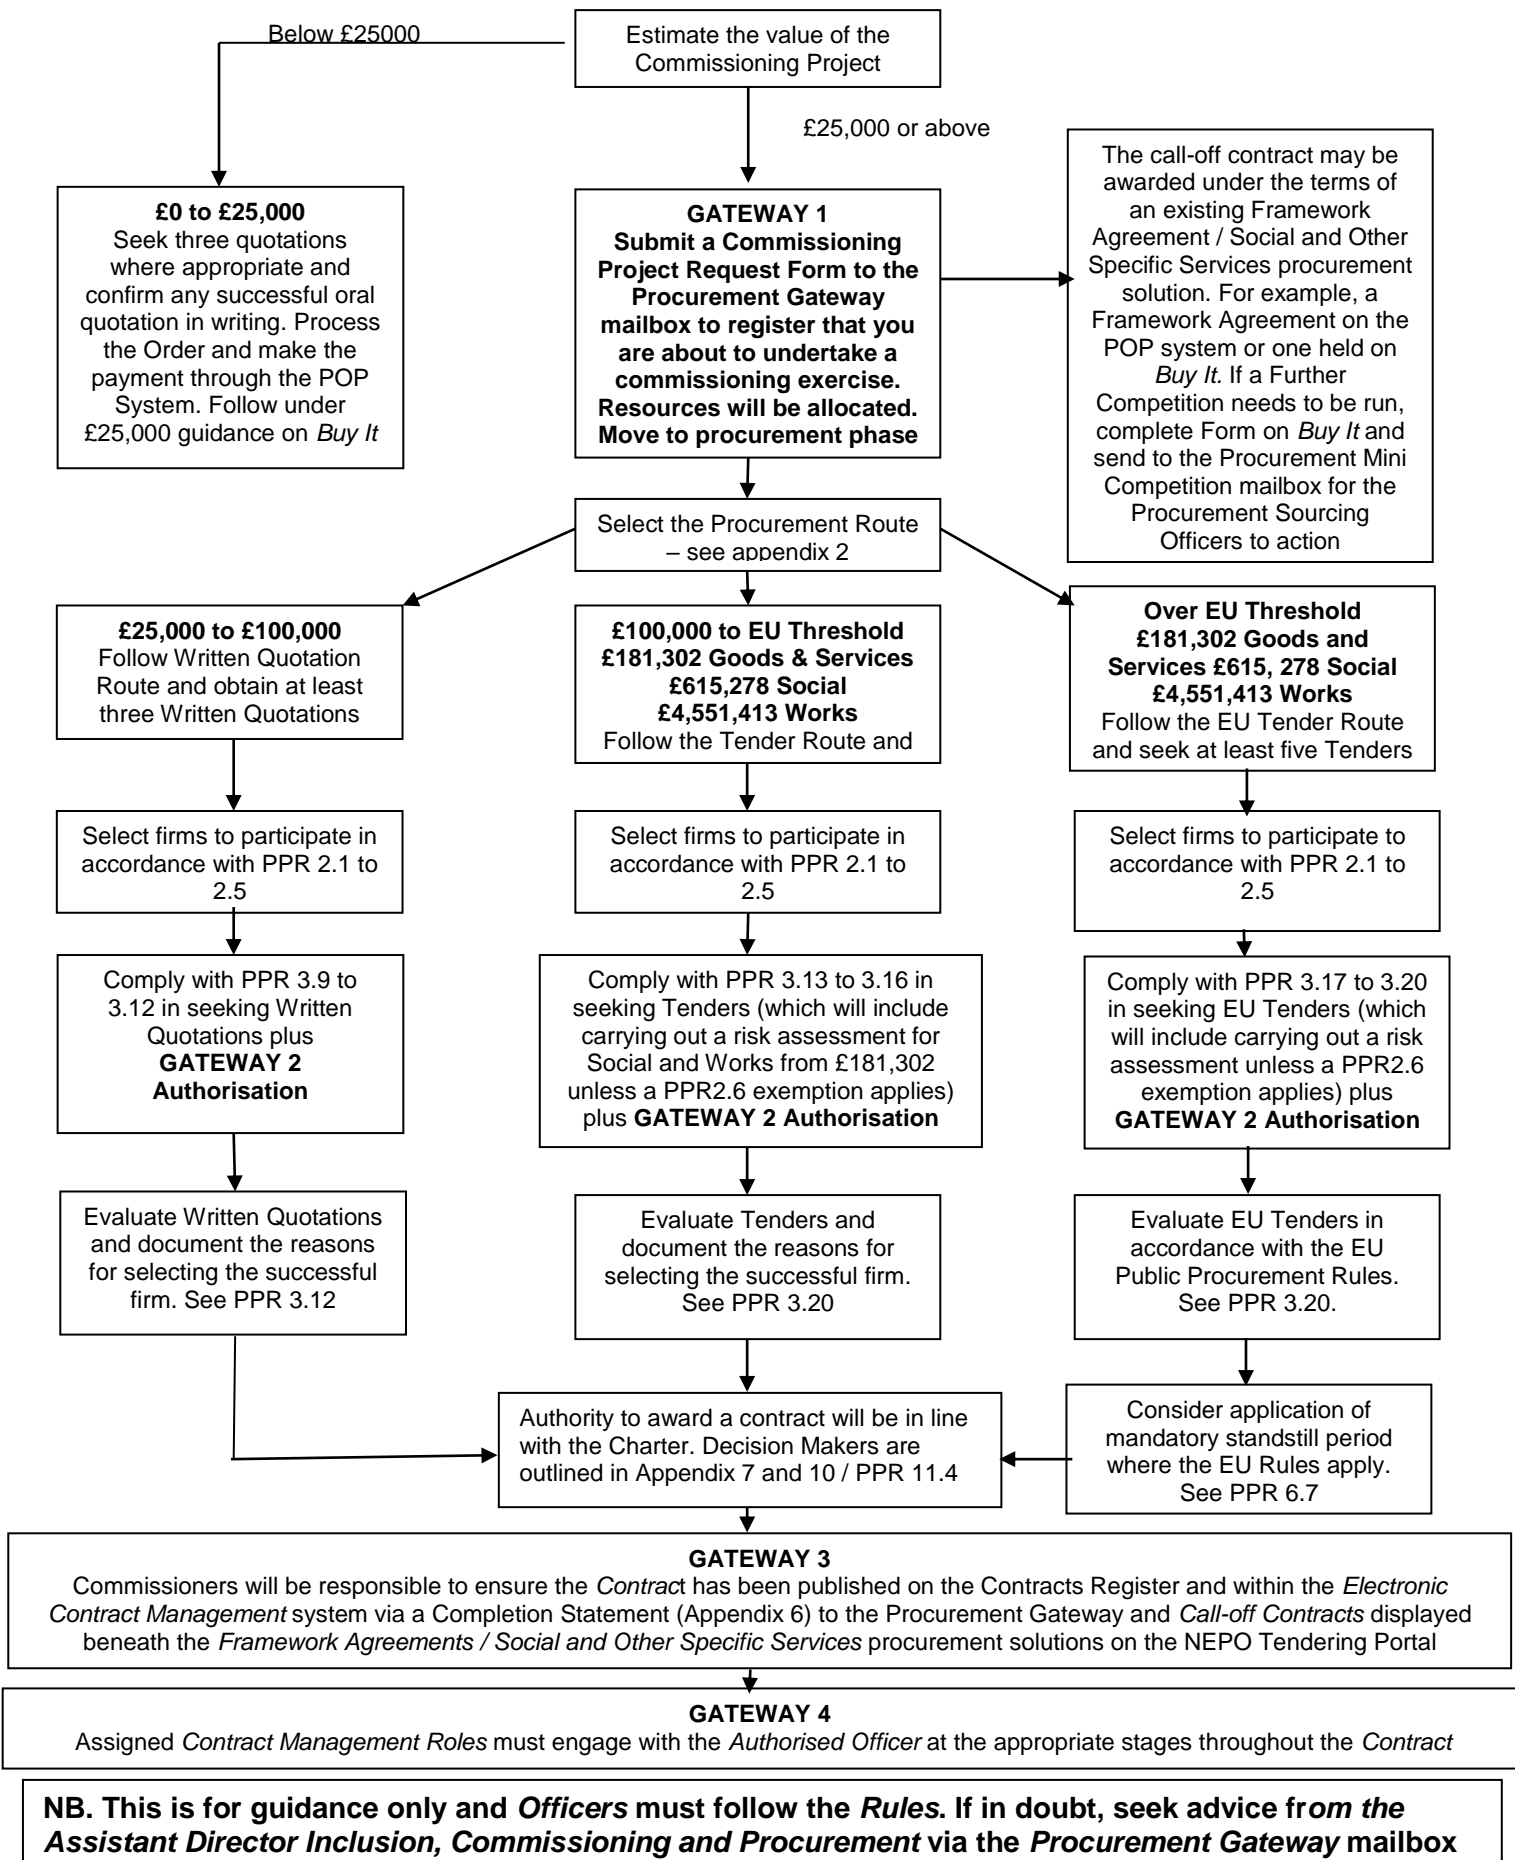 Below £25000
Estimate the value of the
Commissioning Project
£25,000 or above
£0 to £25,000
Seek three quotations
where appropriate and
confirm any successful oral
quotation in writing. Process
the Order and make the
payment through the POP
System. Follow under
£25,000 guidance on Buy It
GATEWAY 1
Submit a Commissioning
Project Request Form to the
Procurement Gateway
mailbox to register that you
are about to undertake a
commissioning exercise.
Resources will be allocated.
Move to procurement phase
The call-off contract may be
awarded under the terms of
an existing Framework
Agreement / Social and Other
Specific Services procurement
solution. For example, a
Framework Agreement on the
POP system or one held on
Buy It. If a Further
Competition needs to be run,
complete Form on Buy It and
send to the Procurement Mini
Competition mailbox for the
Procurement Sourcing
Officers to action
Select the Procurement Route
– see appendix 2
£25,000 to £100,000
Follow Written Quotation
Route and obtain at least
three Written Quotations
£100,000 to EU Threshold
£181,302 Goods & Services
£615,278 Social
£4,551,413 Works
Follow the Tender Route and
Over EU Threshold
£181,302 Goods and
Services £615, 278 Social
£4,551,413 Works
Follow the EU Tender Route
and seek at least five Tenders
Select firms to participate in
accordance with PPR 2.1 to
2.5
Select firms to participate in
accordance with PPR 2.1 to
2.5
Select firms to participate to
accordance with PPR 2.1 to
2.5
Comply with PPR 3.9 to
3.12 in seeking Written
Quotations plus
GATEWAY 2
Authorisation
Comply with PPR 3.13 to 3.16 in
seeking Tenders (which will include
carrying out a risk assessment for
Social and Works from £181,302
unless a PPR2.6 exemption applies)
plus GATEWAY 2 Authorisation
Comply with PPR 3.17 to 3.20
in seeking EU Tenders (which
will include carrying out a risk
assessment unless a PPR2.6
exemption applies) plus
GATEWAY 2 Authorisation
Evaluate Written Quotations
and document the reasons
for selecting the successful
firm. See PPR 3.12
Evaluate Tenders and
document the reasons for
selecting the successful firm.
See PPR 3.20
Evaluate EU Tenders in
accordance with the EU
Public Procurement Rules.
See PPR 3.20.
Authority to award a contract will be in line
with the Charter. Decision Makers are
outlined in Appendix 7 and 10 / PPR 11.4
Consider application of
mandatory standstill period
where the EU Rules apply.
See PPR 6.7
GATEWAY 3
Commissioners will be responsible to ensure the Contract has been published on the Contracts Register and within the Electronic
Contract Management system via a Completion Statement (Appendix 6) to the Procurement Gateway and Call-off Contracts displayed
beneath the Framework Agreements / Social and Other Specific Services procurement solutions on the NEPO Tendering Portal
GATEWAY 4
Assigned Contract Management Roles must engage with the Authorised Officer at the appropriate stages throughout the Contract
NB. This is for guidance only and Officers must follow the Rules. If in doubt, seek advice from the
Assistant Director Inclusion, Commissioning and Procurement via the Procurement Gateway mailbox